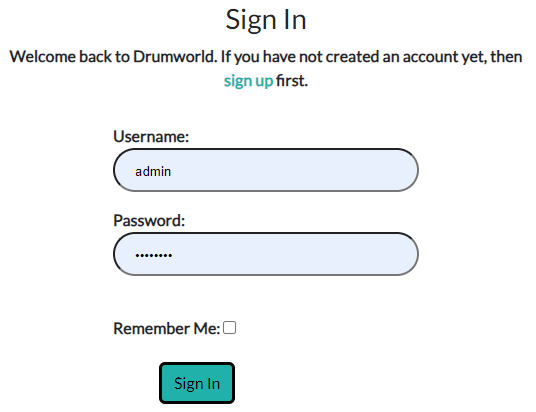 Sign In
Welcome back to Drumworld. If you have not created an account yet, then
sign up first.
Username:
admin
Password:
••••••••
Remember Me:
Sign In